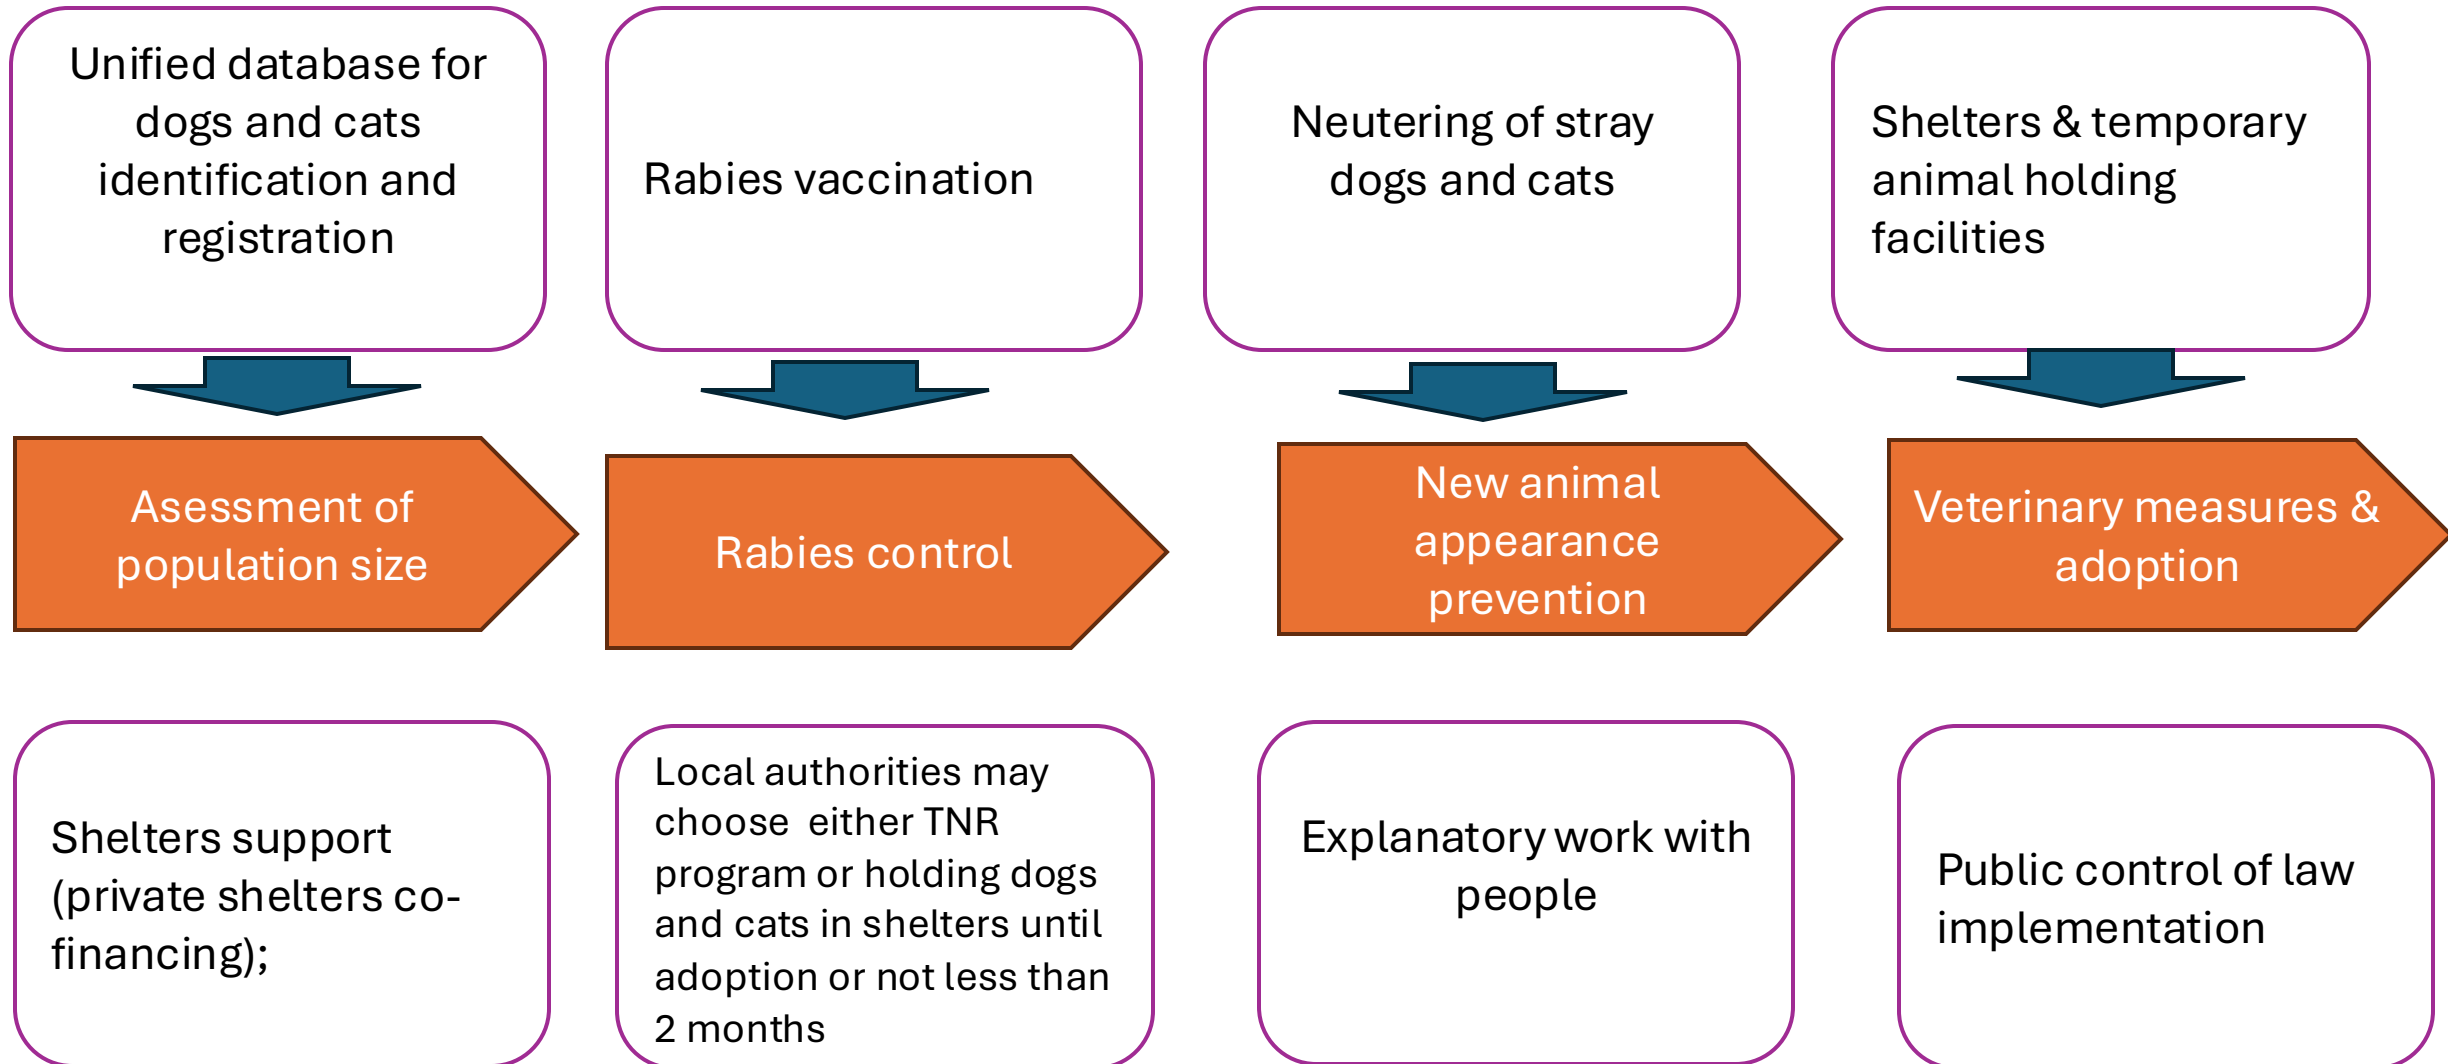 Unified database for
dogs and cats
identification and
registration
Rabies vaccination
Neutering of stray
dogs and cats
Shelters & temporary
animal holding
facilities
Asessment of
population size
Rabies control
New animal
appearance
prevention
Veterinary measures &
adoption
Shelters support
(private shelters co-
financing);
Local authorities may
choose  either TNR
program or holding dogs
and cats in shelters until
adoption or not less than
2 months
Explanatory work with
people
Public control of law
implementation